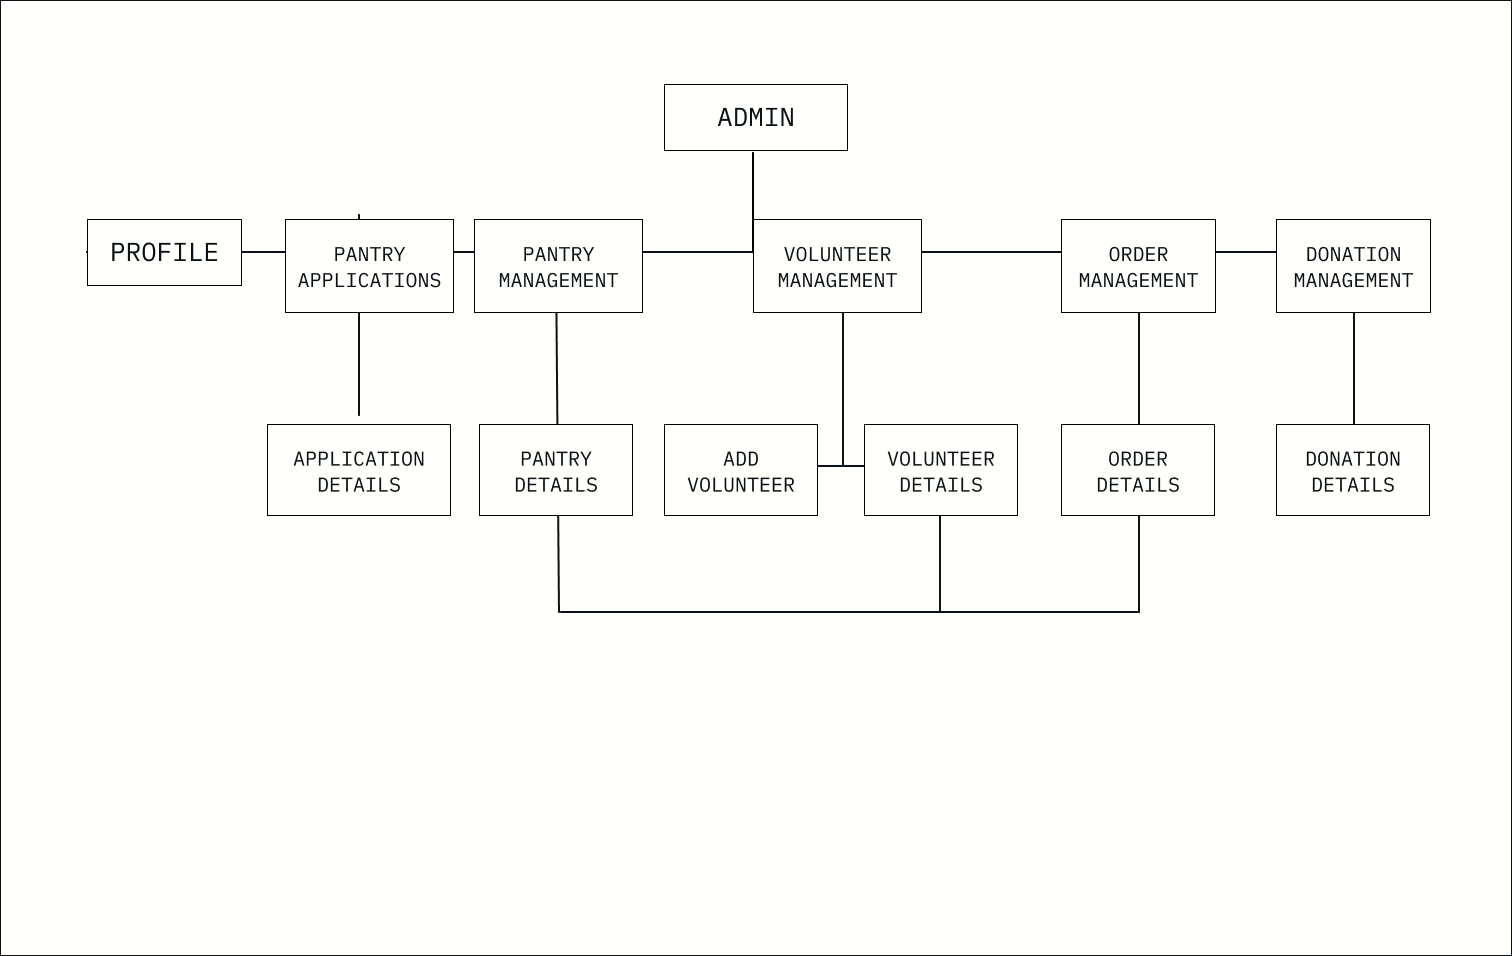 ADMIN
PROFILE
PANTRY
APPLICATIONS
PANTRY
MANAGEMENT
VOLUNTEER
MANAGEMENT
ORDER
MANAGEMENT
DONATION
MANAGEMENT
APPLICATION
DETAILS
PANTRY
DETAILS
ADD
VOLUNTEER
VOLUNTEER
DETAILS
ORDER
DETAILS
DONATION
DETAILS